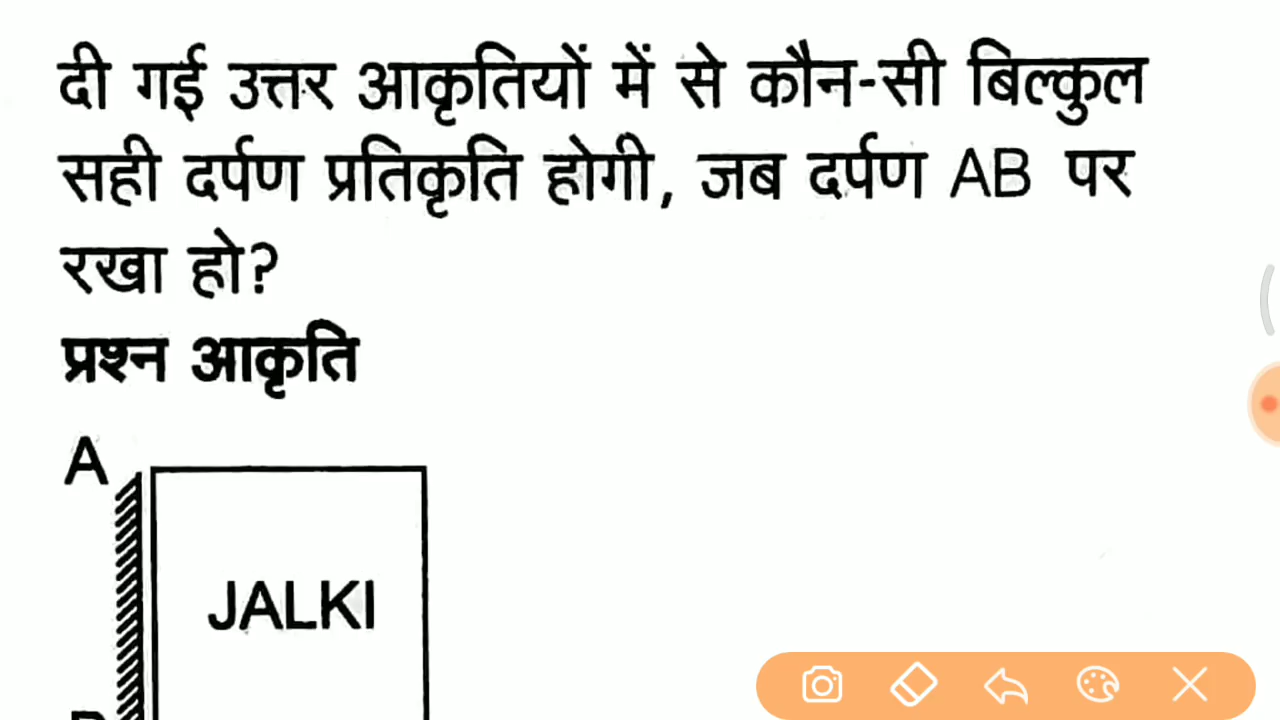 दी गई उत्तर आकृतियों में से कौन-सी बिल्कुल
सही दर्पण प्रतिकृति होगी, जब दर्पण AB पर
रखा हो?
प्रश्न आकृति
A
JALKI